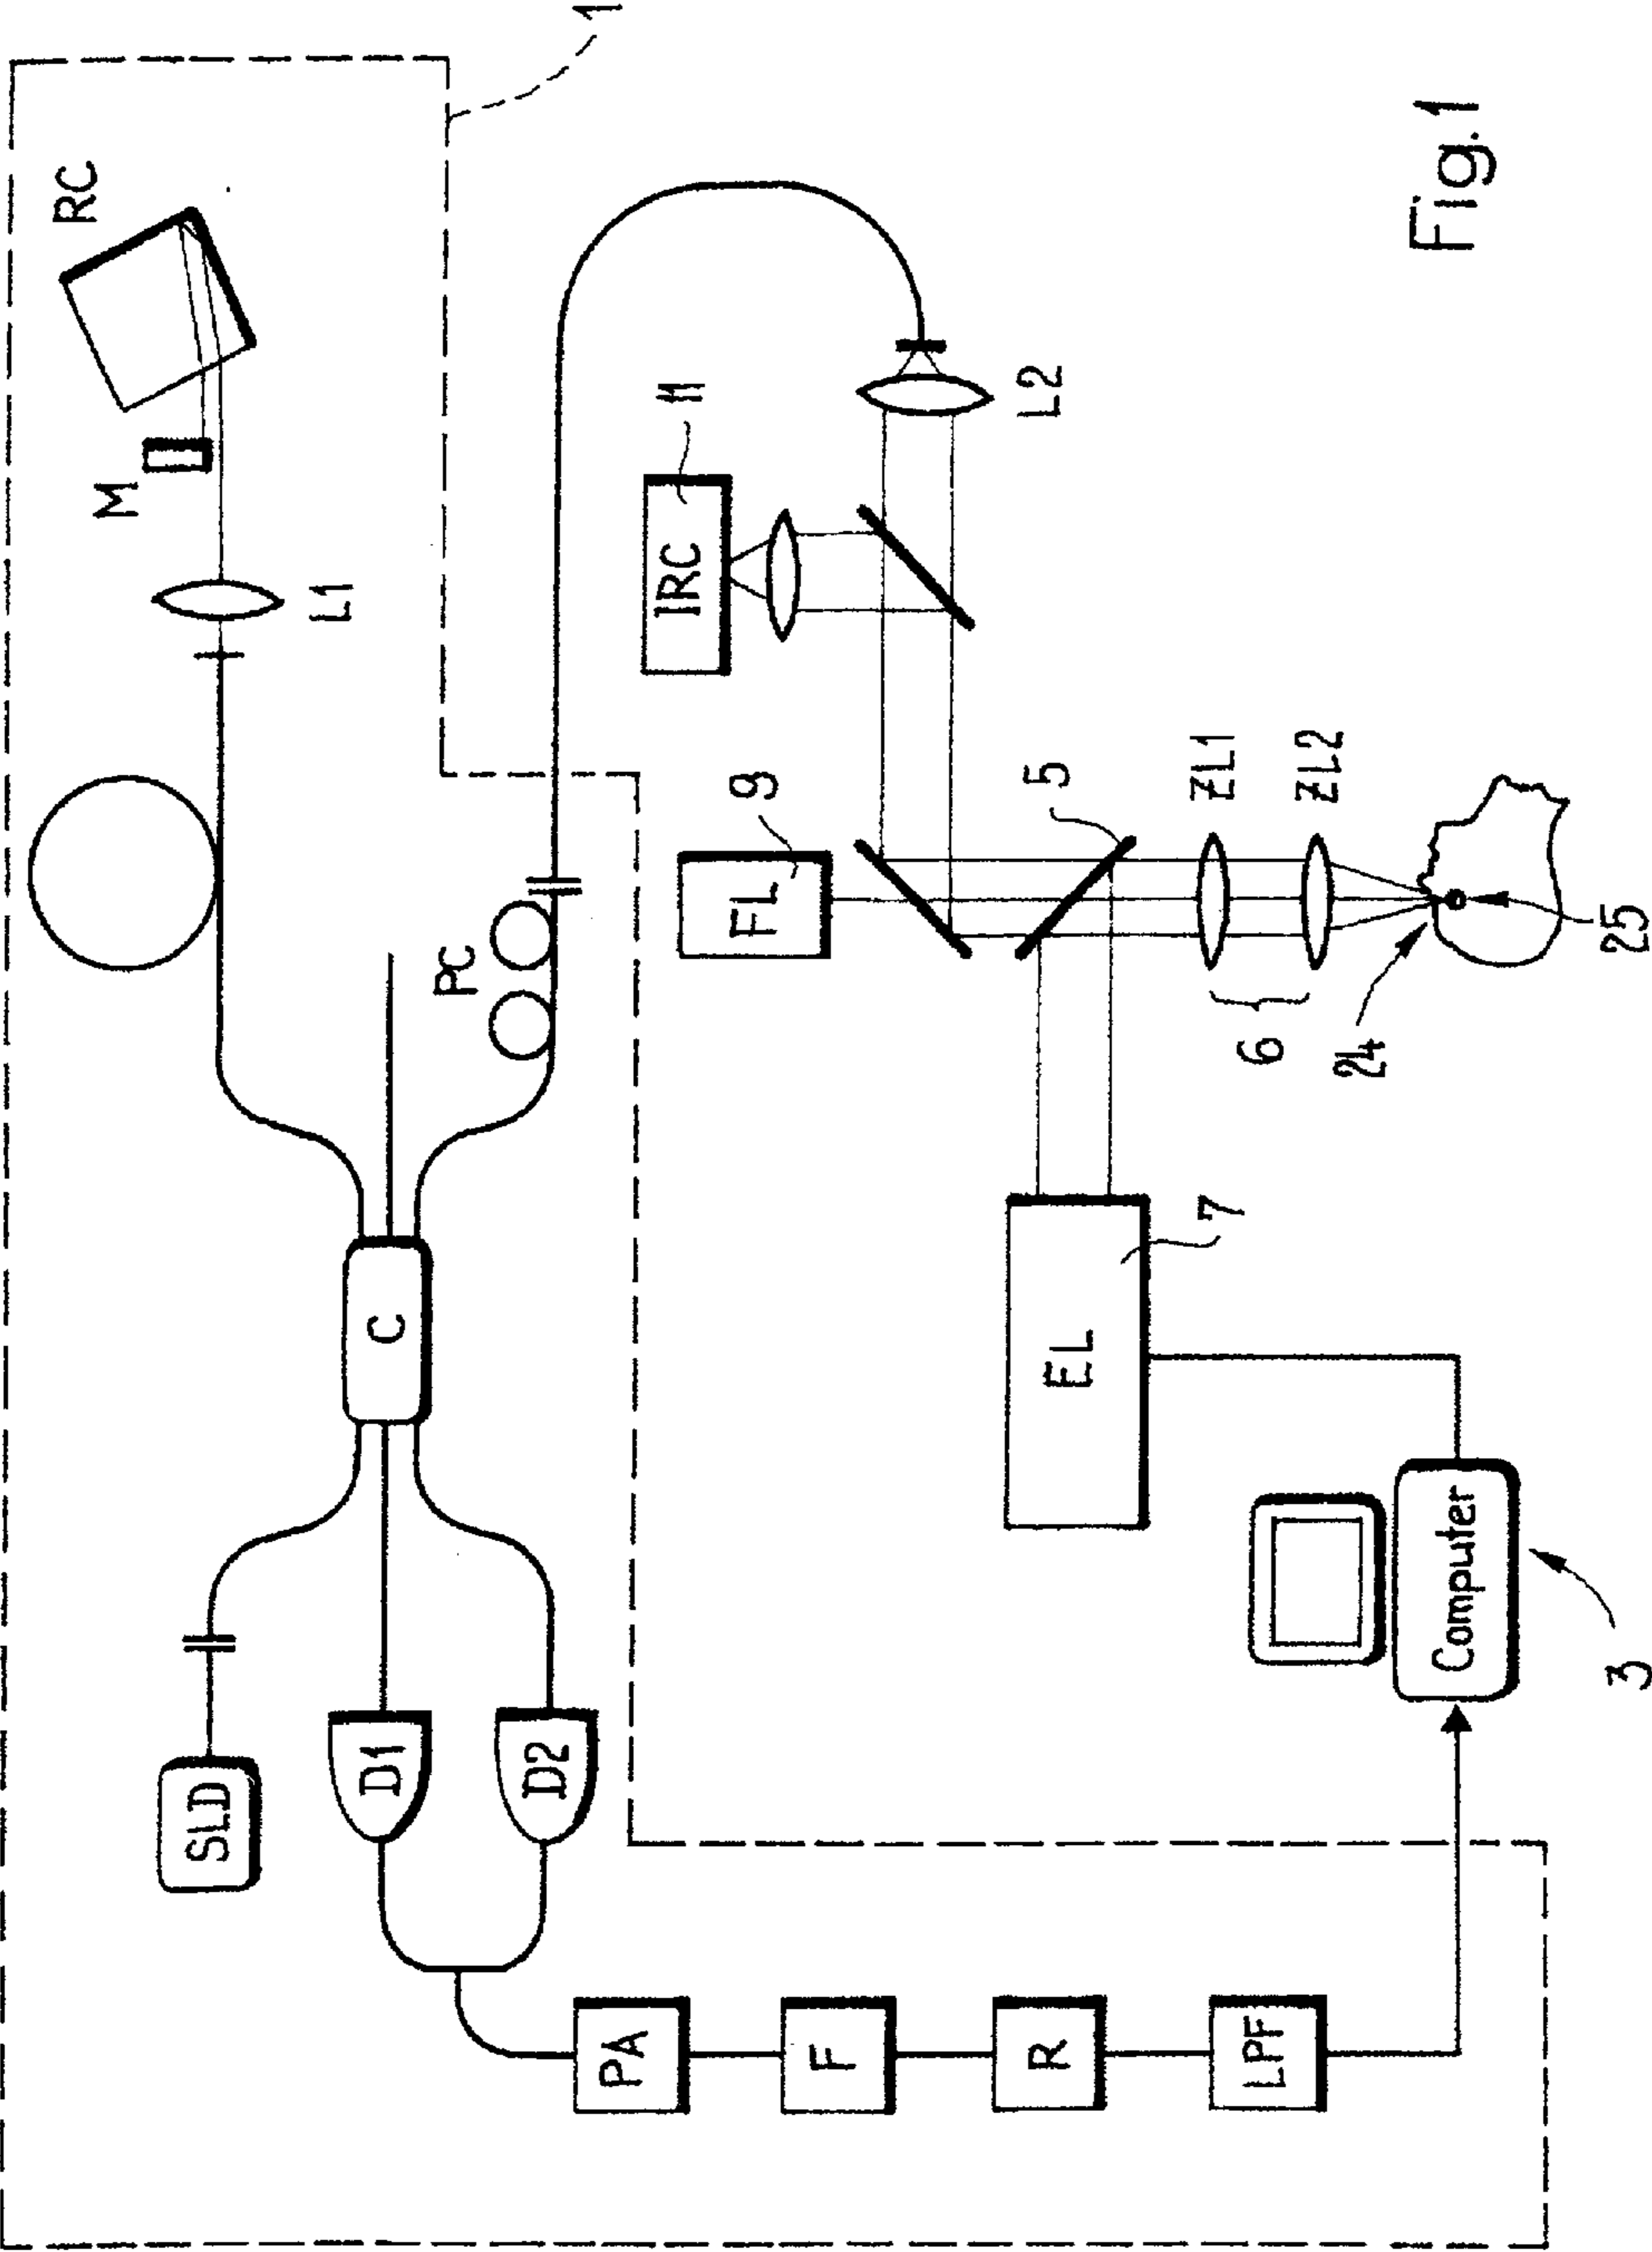 RC
M
L1
1
SLD
D1
D2
C
PC
IRC
11
L2
FL
9
5
ZL1
ZL2
6
24
25
EL
7
PA
F
R
LPF
Computer
3
Fig.1